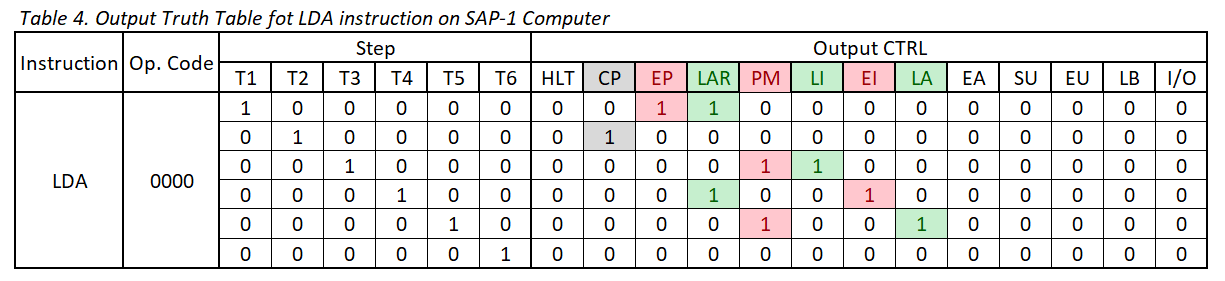 Table 4. Output Truth Table fot LDA instruction on SAP-1 Computer
Instruction Op. Code Step Output CTRL
T1 T2 T3 T4 T5 T6 HLT CP EP LAR PM LI EI LA EA SU EU LB I/O
LDA 0000
1 0 0 0 0 0 0 0 1 1 0 0 0 0 0 0 0 0 0
0 1 0 0 0 0 0 1 0 0 0 0 0 0 0 0 0 0 0
0 0 1 0 0 0 0 0 0 0 1 1 0 0 0 0 0 0 0
0 0 0 1 0 0 0 0 0 1 0 0 1 0 0 0 0 0 0
0 0 0 0 1 0 0 0 0 0 1 0 0 1 0 0 0 0 0
0 0 0 0 0 1 0 0 0 0 0 0 0 0 0 0 0 0 0